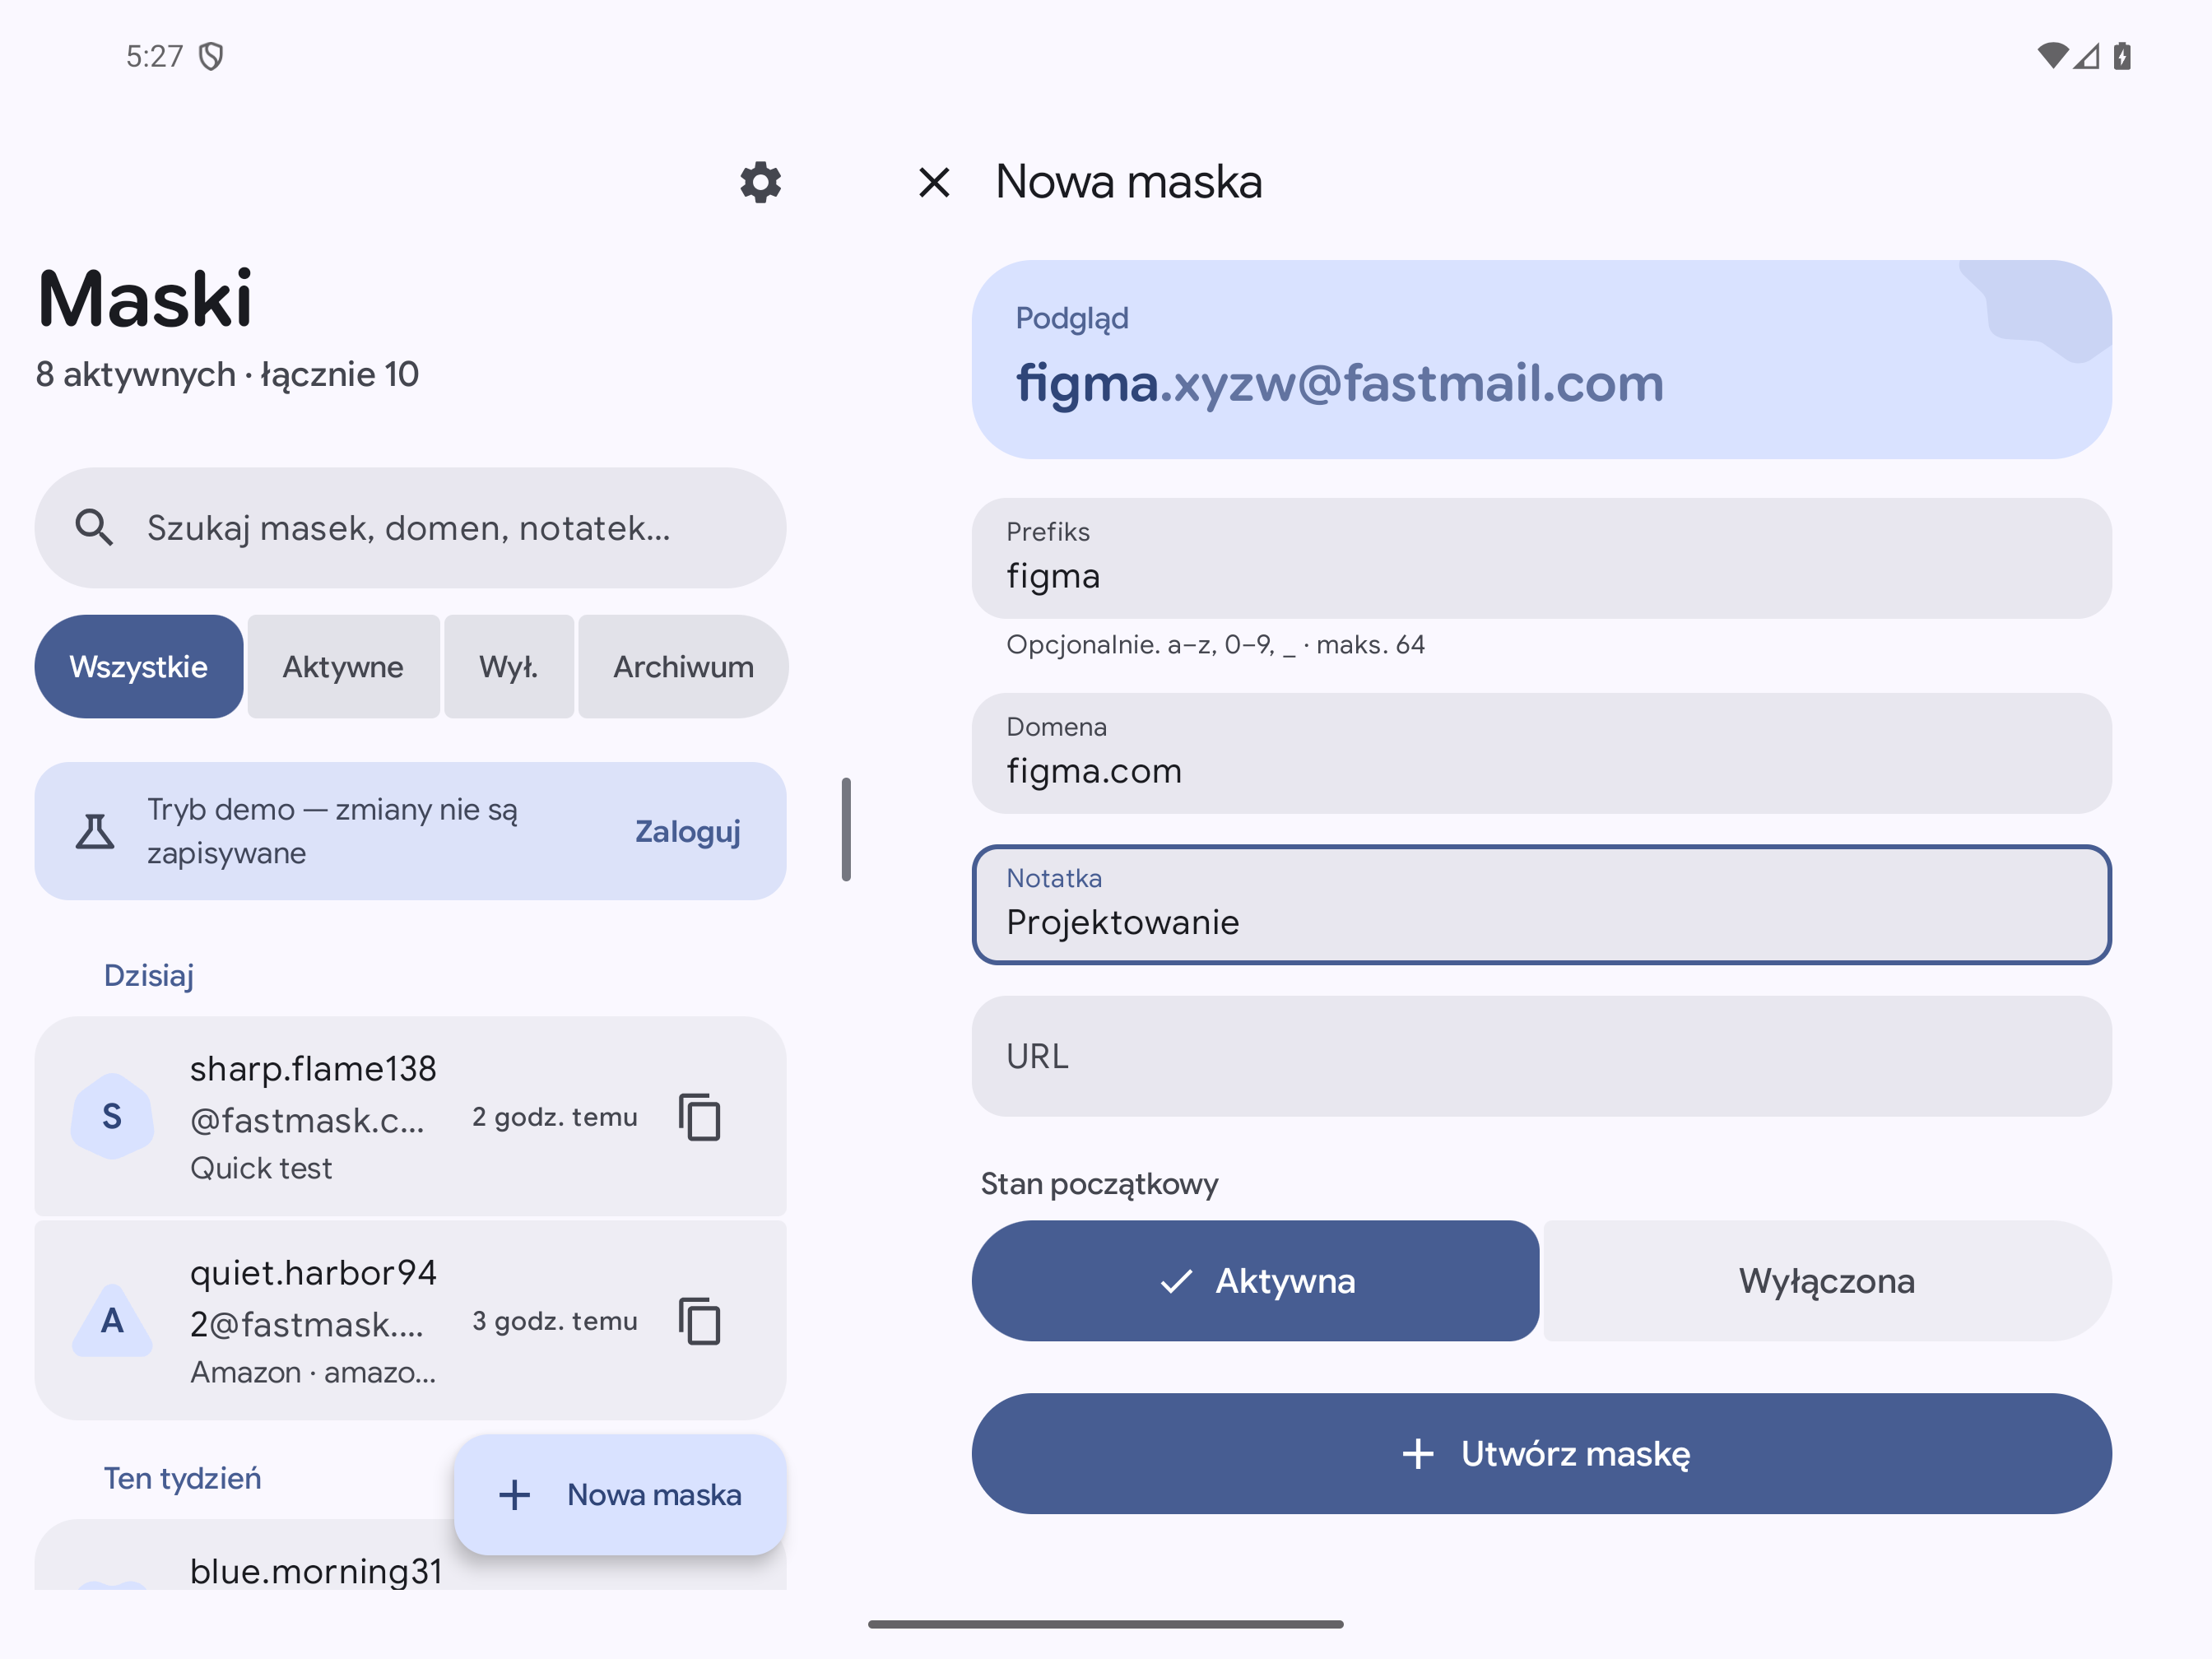 5:27
Maski
8 aktywnych · łącznie 10
Szukaj masek, domen, notatek...
Wszystkie
Aktywne
Wył.
Archiwum
Tryb demo — zmiany nie są
zapisywane
Zaloguj
Dzisiaj
S
sharp.flame138
@fastmask.c...
Quick test
2 godz. temu
A
quiet.harbor94
2@fastmask....
Amazon · amazo...
3 godz. temu
Ten tydzień
Nowa maska
blue.morning31
Nowa maska
Podgląd
figma.xyzw@fastmail.com
Prefiks
figma
Opcjonalnie. a–z, 0–9, _ · maks. 64
Domena
figma.com
Notatka
Projektowanie
URL
Stan początkowy
Aktywna
Wyłączona
Utwórz maskę